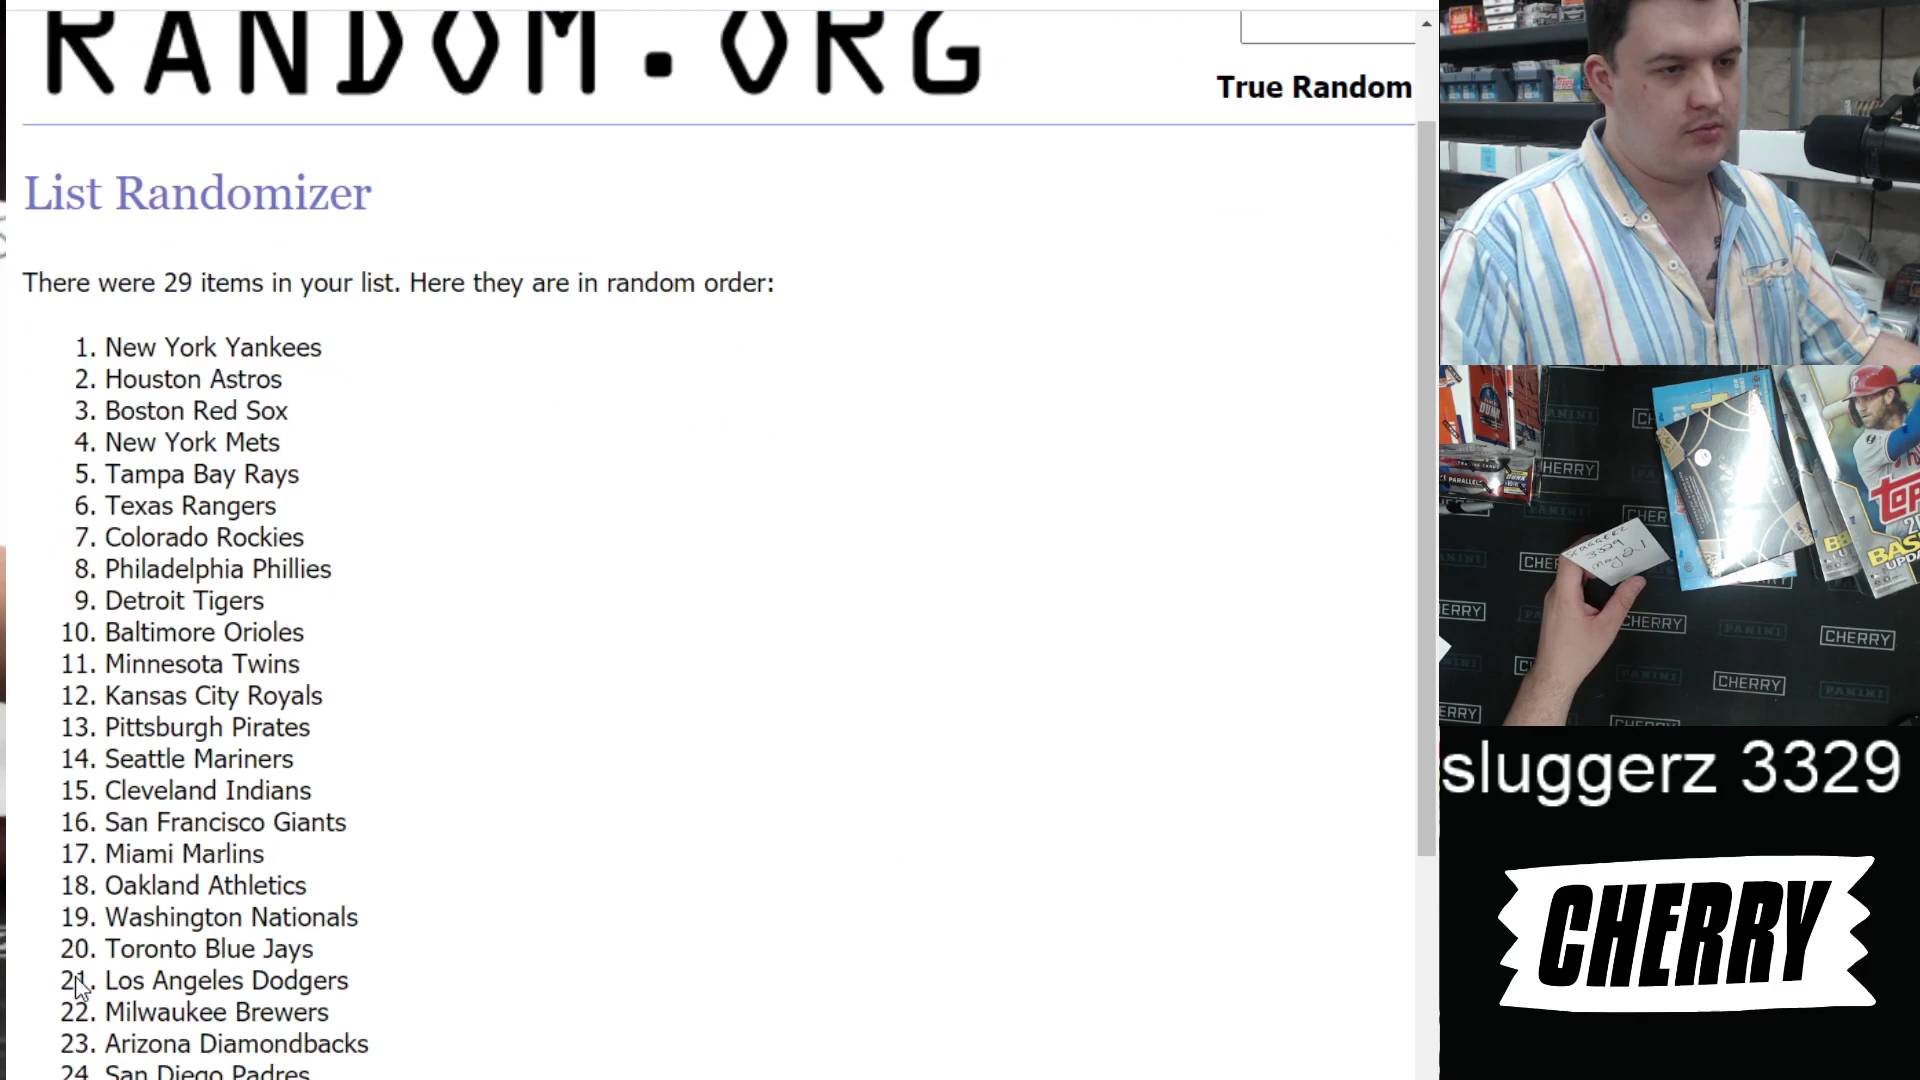 RANDOM.ORG
True Random
List Randomizer
There were 29 items in your list. Here they are in random order:
1. New York Yankees
2. Houston Astros
3. Boston Red Sox
4. New York Mets
5. Tampa Bay Rays
6. Texas Rangers
7. Colorado Rockies
8. Philadelphia Phillies
9. Detroit Tigers
10. Baltimore Orioles
11. Minnesota Twins
12. Kansas City Royals
13. Pittsburgh Pirates
14. Seattle Mariners
15. Cleveland Indians
16. San Francisco Giants
17. Miami Marlins
18. Oakland Athletics
19. Washington Nationals
20. Toronto Blue Jays
21. Los Angeles Dodgers
22. Milwaukee Brewers
23. Arizona Diamondbacks
24. San Diego Padres
3329
May 21
CHERRY
PANINI
CHERRY
CHERRY
PANINI
sluggerz 3329
CHERRY